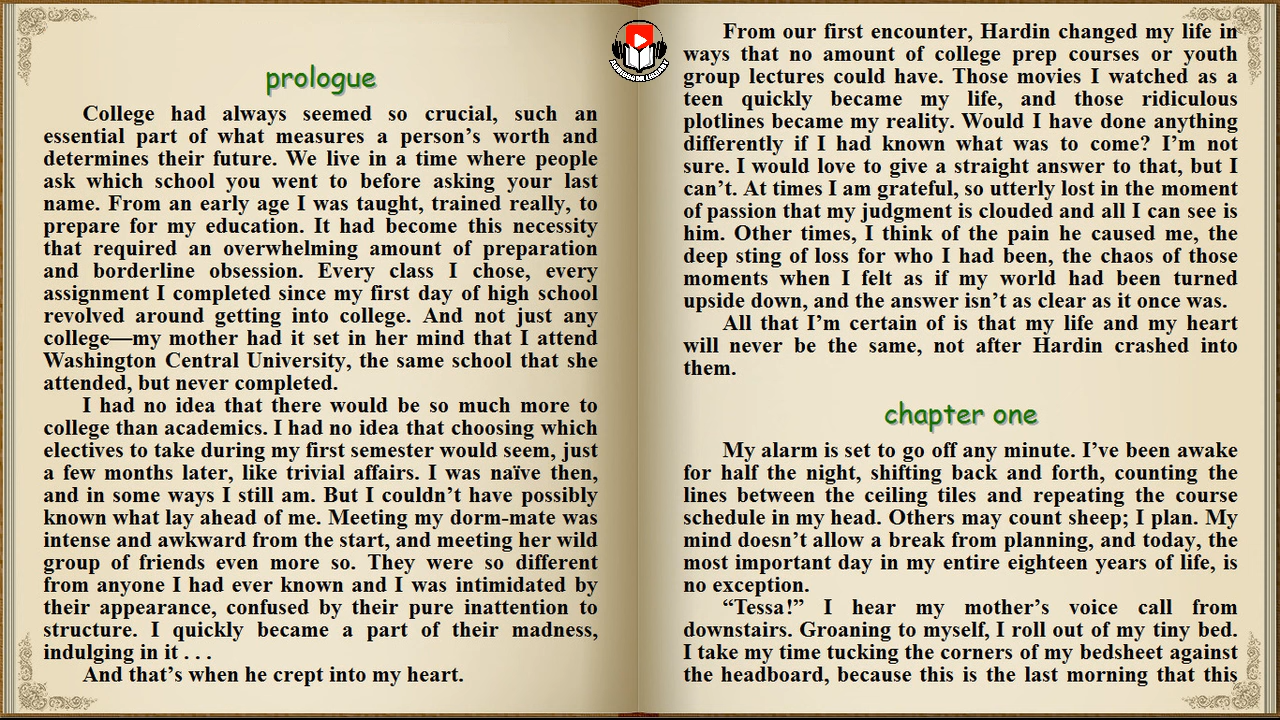 prologue
College had always seemed so crucial, such an
essential part of what measures a person’s worth and
determines their future. We live in a time where people
ask which school you went to before asking your last
name. From an early age I was taught, trained really, to
prepare for my education. It had become this necessity
that required an overwhelming amount of preparation
and borderline obsession. Every class I chose, every
assignment I completed since my first day of high school
revolved around getting into college. And not just any
college—my mother had it set in her mind that I attend
Washington Central University, the same school that she
attended, but never completed.
I had no idea that there would be so much more to
college than academics. I had no idea that choosing which
electives to take during my first semester would seem, just
a few months later, like trivial affairs. I was naïve then,
and in some ways I still am. But I couldn’t have possibly
known what lay ahead of me. Meeting my dorm-mate was
intense and awkward from the start, and meeting her wild
group of friends even more so. They were so different
from anyone I had ever known and I was intimidated by
their appearance, confused by their pure inattention to
structure. I quickly became a part of their madness,
indulging in it . . .
And that’s when he crept into my heart.
AUDIOBOOK LIBRARY
From our first encounter, Hardin changed my life in
ways that no amount of college prep courses or youth
group lectures could have. Those movies I watched as a
teen quickly became my life, and those ridiculous
plotlines became my reality. Would I have done anything
differently if I had known what was to come? I’m not
sure. I would love to give a straight answer to that, but I
can’t. At times I am grateful, so utterly lost in the moment
of passion that my judgment is clouded and all I can see is
him. Other times, I think of the pain he caused me, the
deep sting of loss for who I had been, the chaos of those
moments when I felt as if my world had been turned
upside down, and the answer isn’t as clear as it once was.
All that I’m certain of is that my life and my heart
will never be the same, not after Hardin crashed into
them.
chapter one
My alarm is set to go off any minute. I’ve been awake
for half the night, shifting back and forth, counting the
lines between the ceiling tiles and repeating the course
schedule in my head. Others may count sheep; I plan. My
mind doesn’t allow a break from planning, and today, the
most important day in my entire eighteen years of life, is
no exception.
“Tessa!” I hear my mother’s voice call from
downstairs. Groaning to myself, I roll out of my tiny bed.
I take my time tucking the corners of my bedsheet against
the headboard, because this is the last morning that this